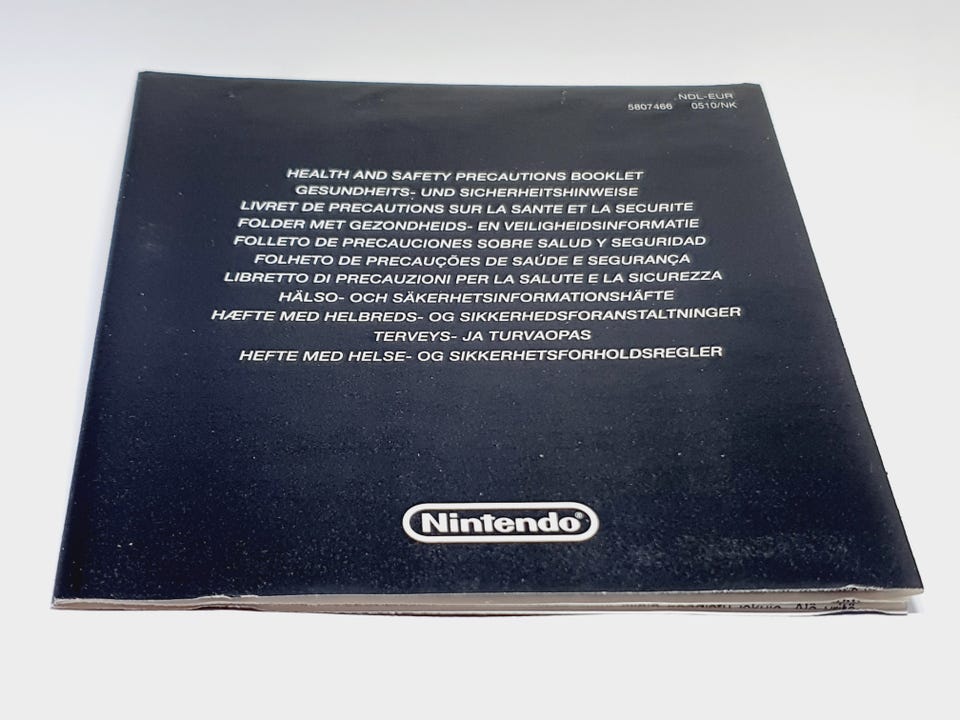 NDL-EUR
5807466 0510/NK
HEALTH AND SAFETY PRECAUTIONS BOOKLET
GESUNDHEITS- UND SICHERHEITSHINWEISE
LIVRET DE PRECAUTIONS SUR LA SANTE ET LA SECURITE
FOLDER MET GEZONDHEIDS- EN VEILIGHEIDSINFORMATIE
FOLLETO DE PRECAUCIONES SOBRE SALUD Y SEGURIDAD
FOLHETO DE PRECAUÇÕES DE SAÚDE E SEGURANÇA
LIBRETTO DI PRECAUZIONI PER LA SALUTE E LA SICUREZZA
HÄLSO- OCH SÄKERHETSINFORMATIONSHÄFTE
HÆFTE MED HELBREDS- OG SIKKERHEDSFORANSTALTNINGER
TERVEYS- JA TURVAOPAS
HEFTE MED HELSE- OG SIKKERHETSFORHOLDSREGLER
Nintendo®